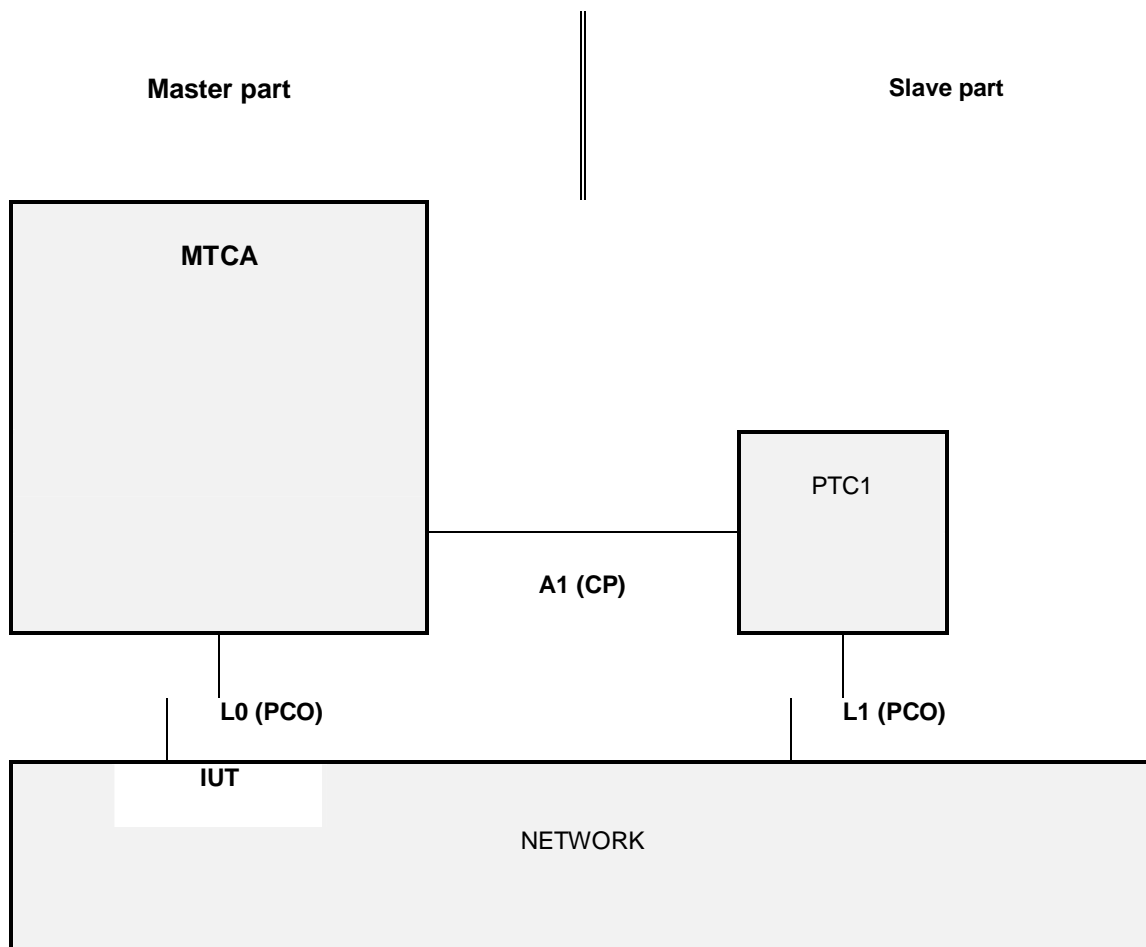 Master part
Slave part
MTCA
PTC1
A1 (CP)
L0 (PCO)
L1 (PCO)
IUT
NETWORK